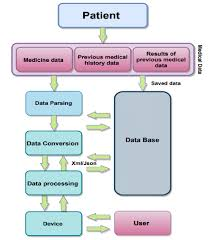 Patient
Medicine data
Previous medical
history data
Results of
previous medical
data
Medical Data
Saved data
Data Parsing
Data Conversion
Data Base
Xml/Json
Data processing
Device
User